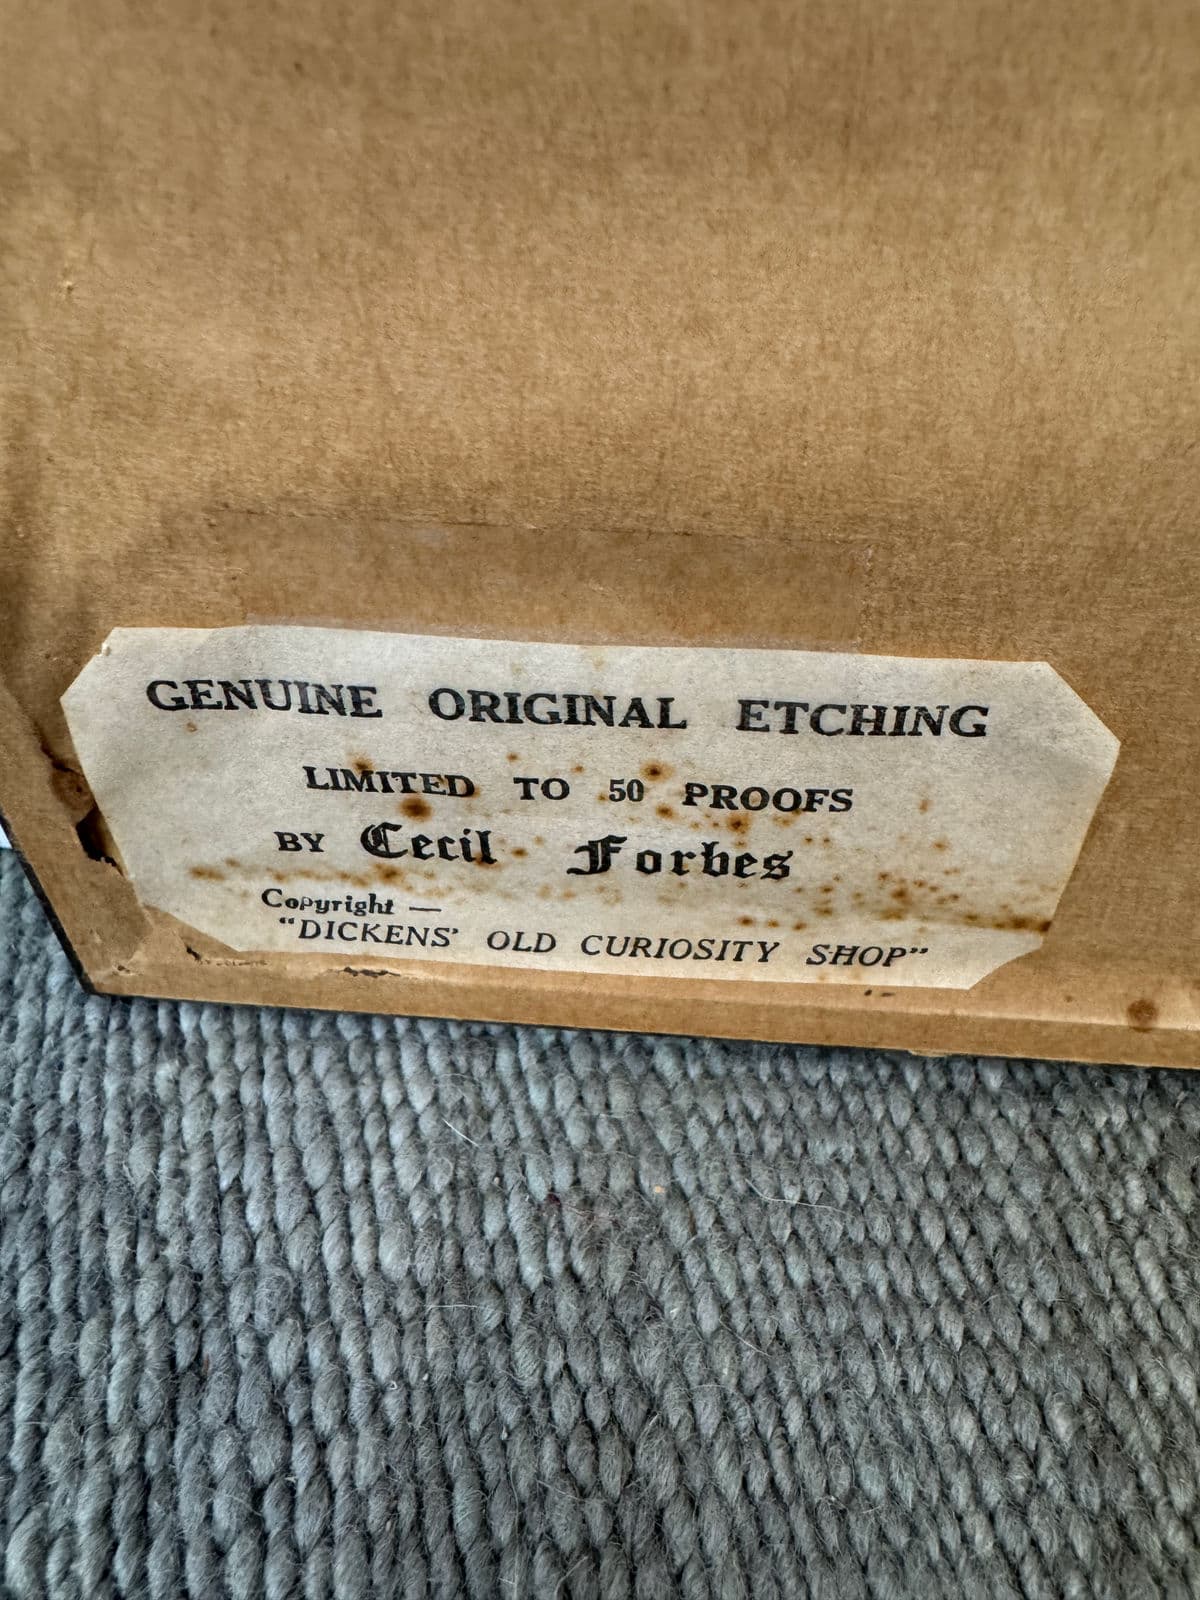 GENUINE ORIGINAL ETCHING
LIMITED TO 50 PROOFS
BY Cecil Forbes
Copyright —
"DICKENS' OLD CURIOSITY SHOP"